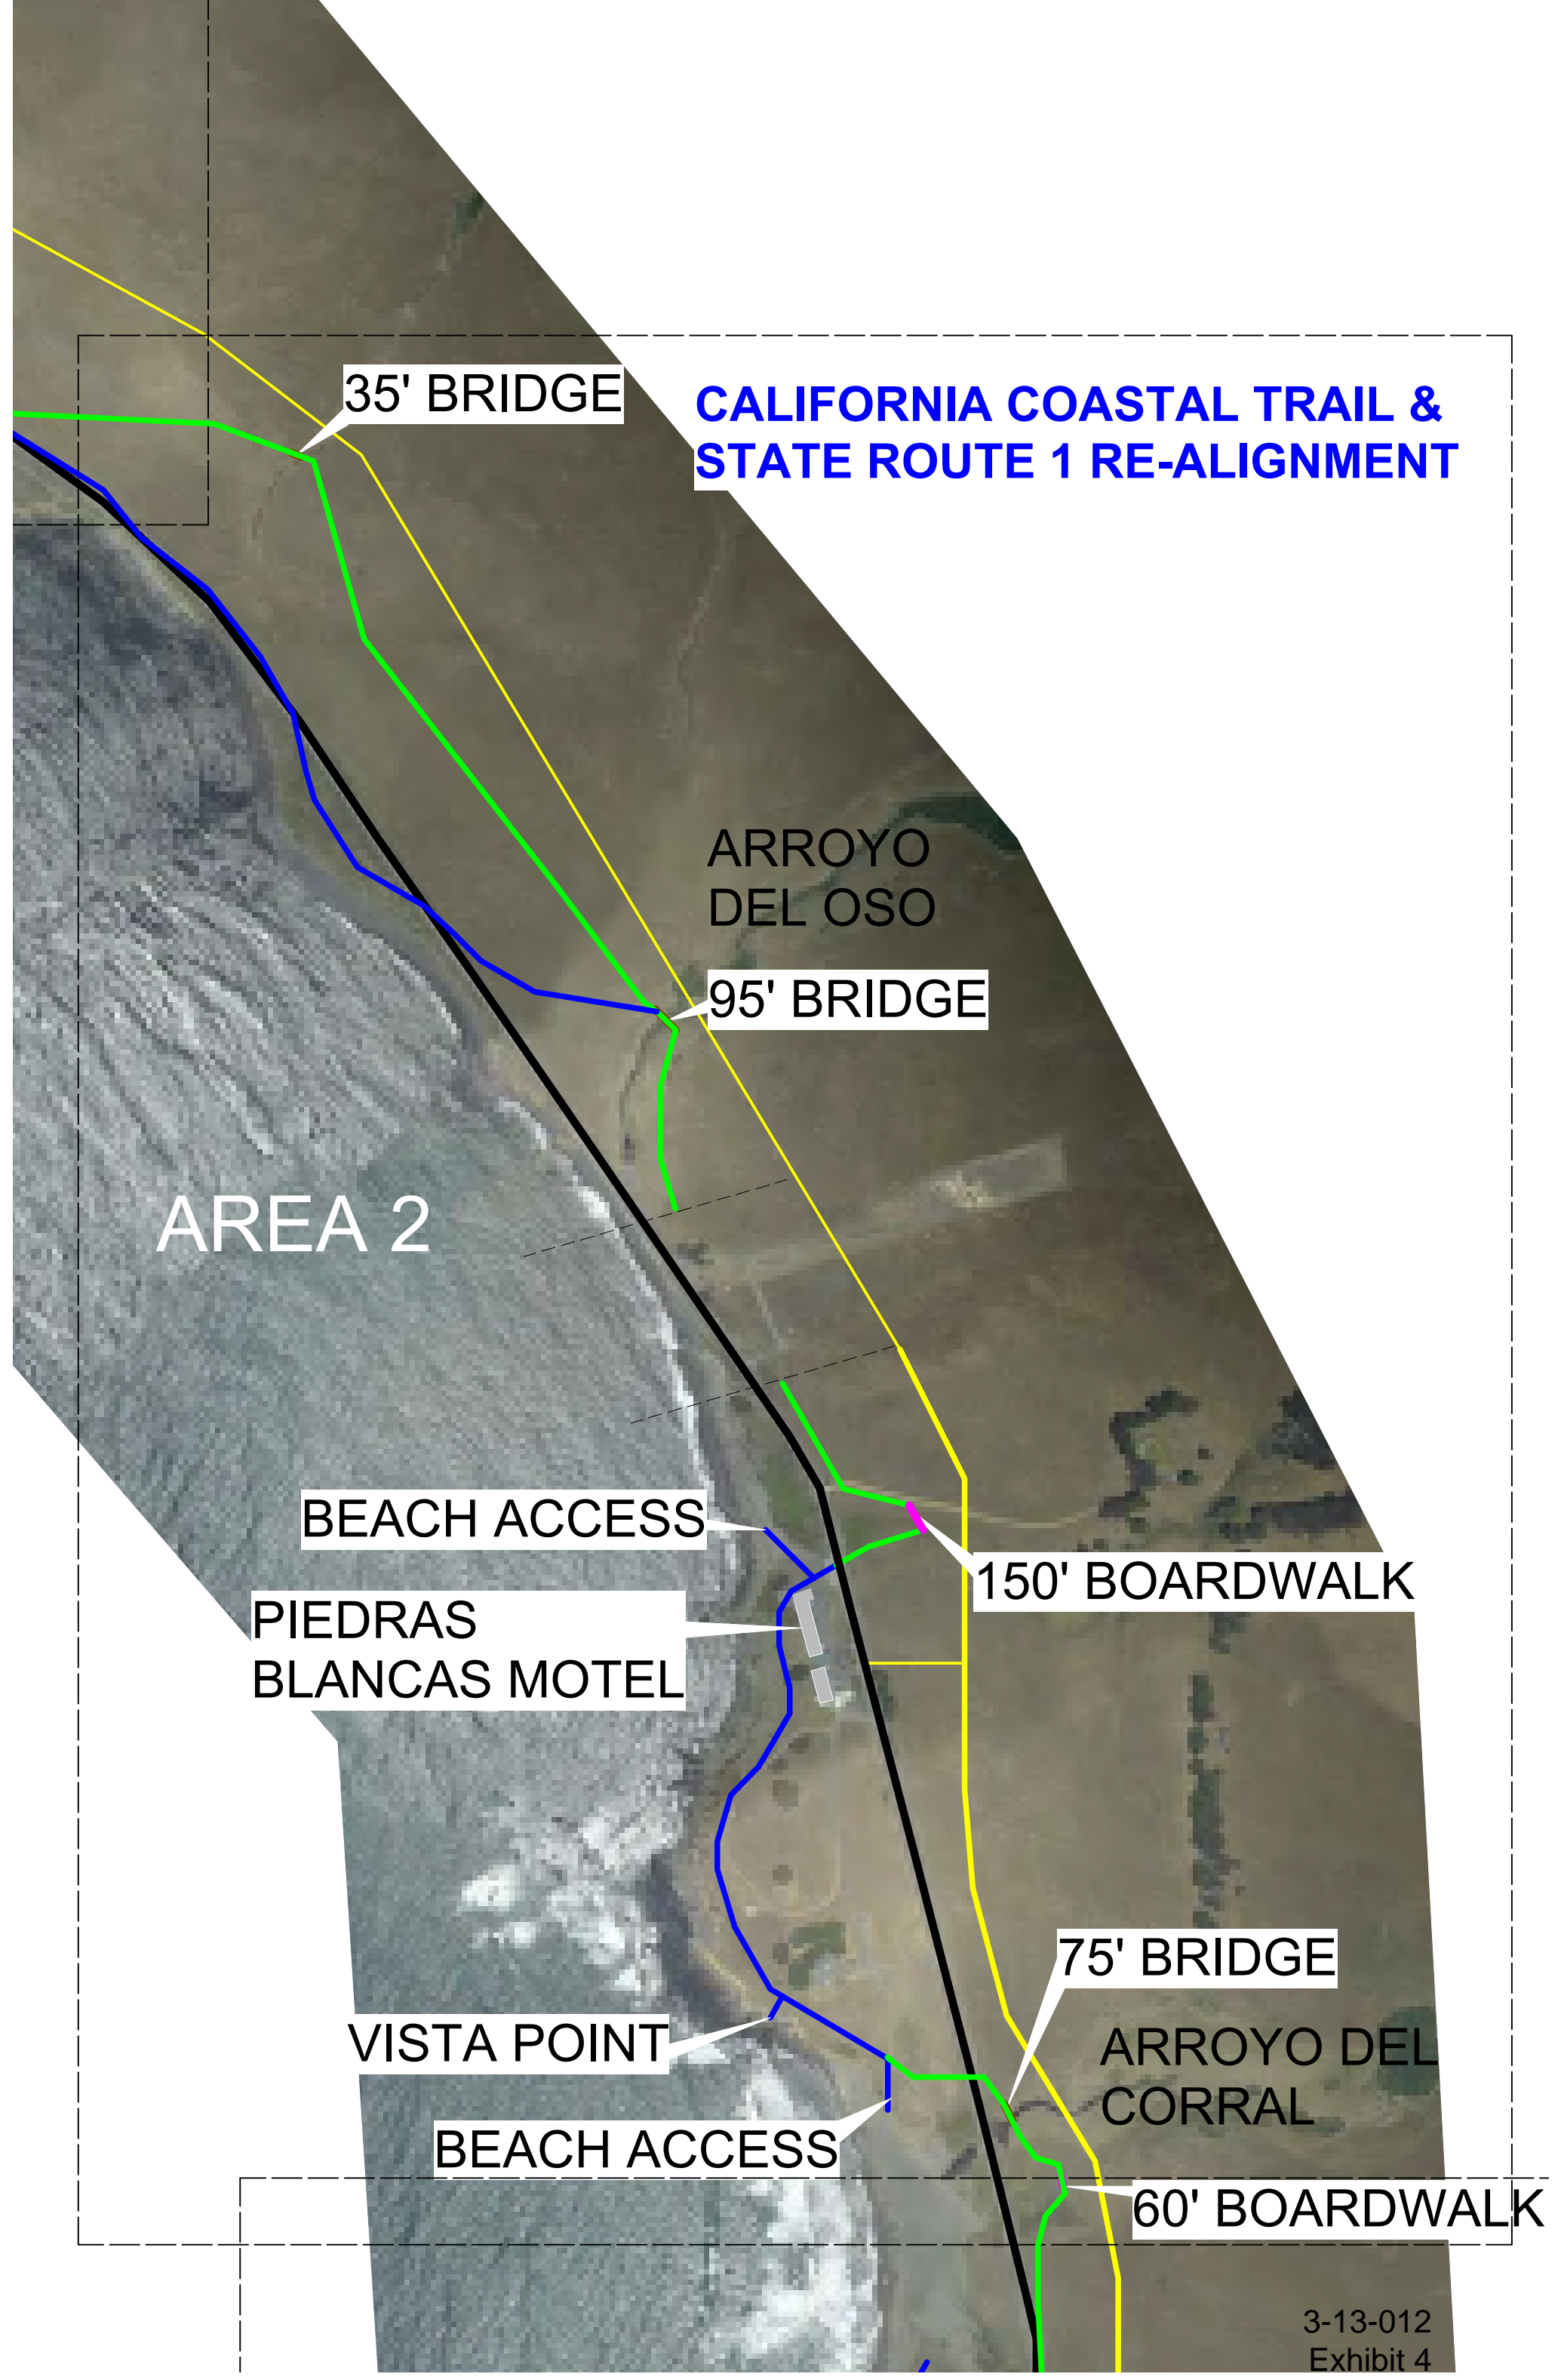 35' BRIDGE
CALIFORNIA COASTAL TRAIL &
STATE ROUTE 1 RE-ALIGNMENT
ARROYO
DEL OSO
95' BRIDGE
AREA 2
BEACH ACCESS
150' BOARDWALK
PIEDRAS
BLANCAS MOTEL
75' BRIDGE
VISTA POINT
ARROYO DEL
CORRAL
BEACH ACCESS
60' BOARDWALK
3-13-012
Exhibit 4